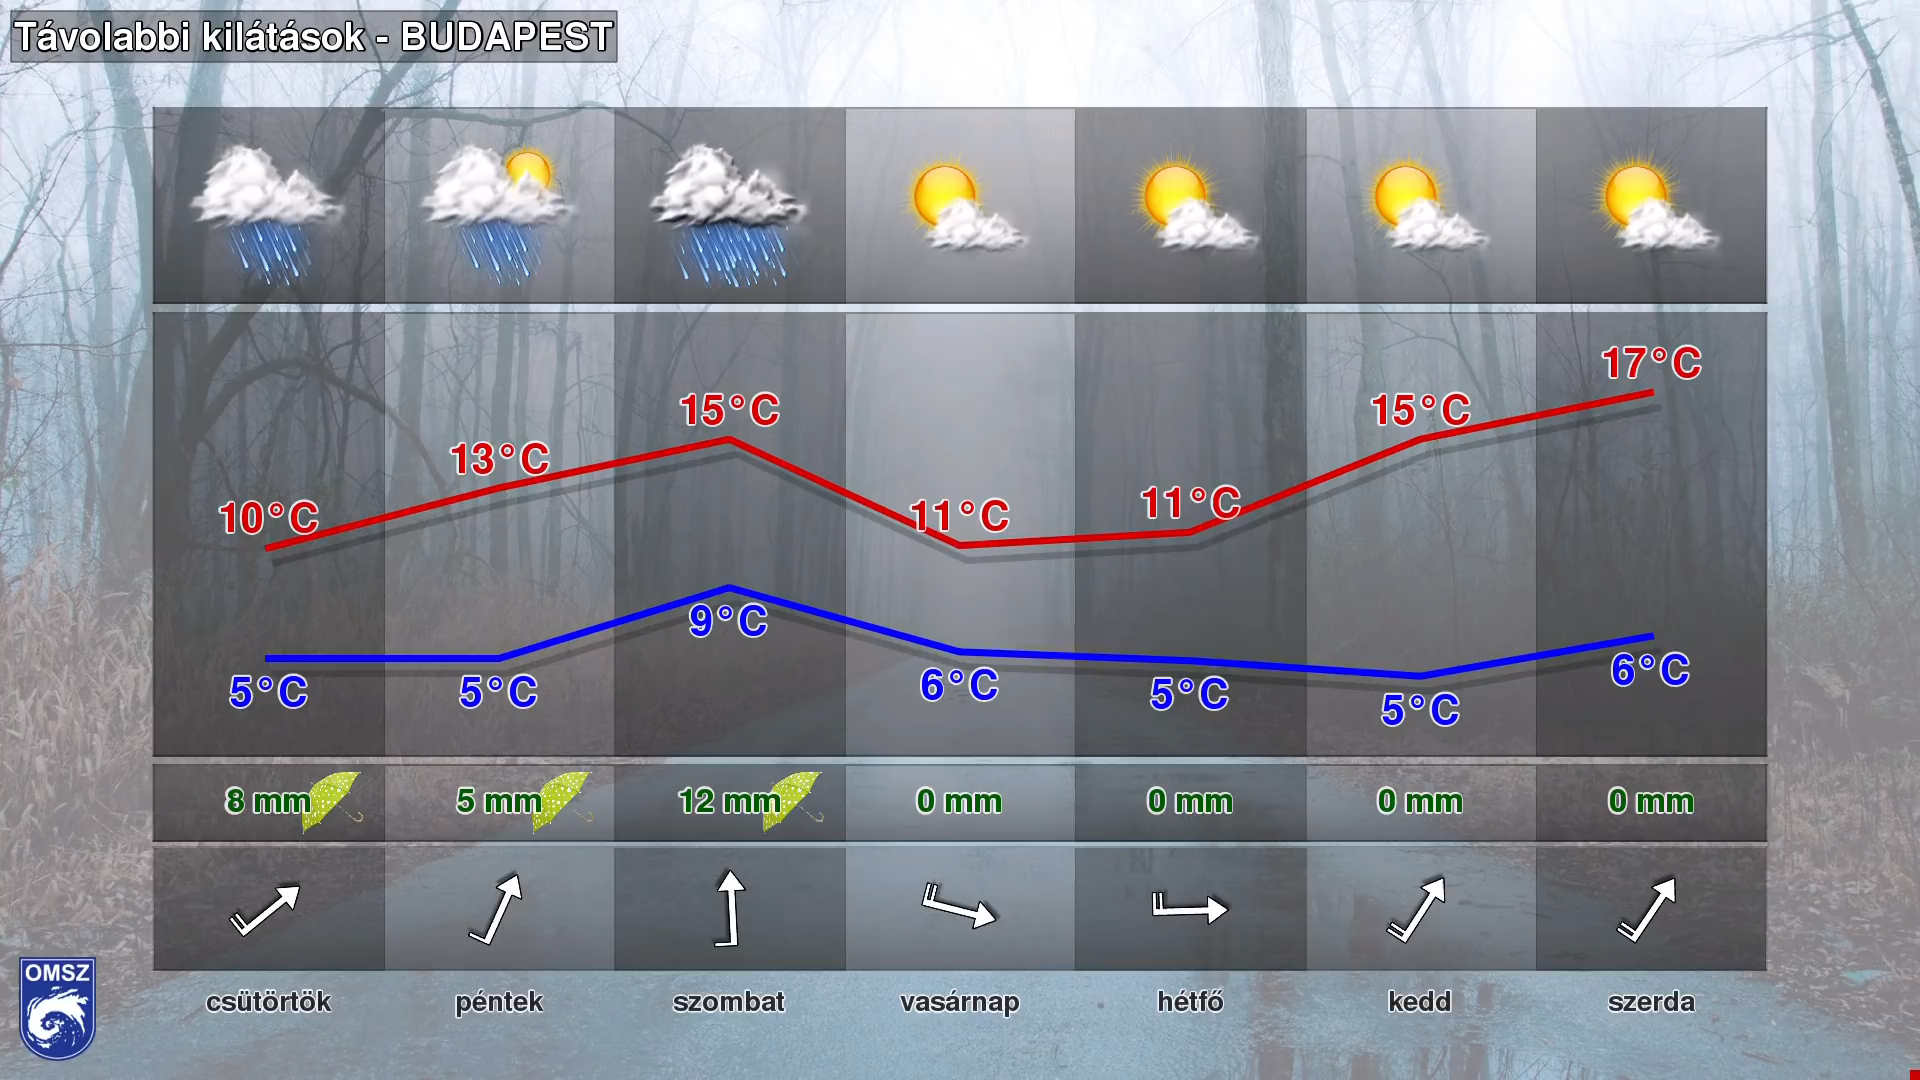 Távolabbi kilátások - BUDAPEST
10°C 13°C 15°C 11°C 11°C 15°C 17°C
5°C 5°C 9°C 6°C 5°C 5°C 6°C
8 mm 5 mm 12 mm 0 mm 0 mm 0 mm 0 mm
OMSZ
csütörtök péntek szombat vasárnap hétfő kedd szerda